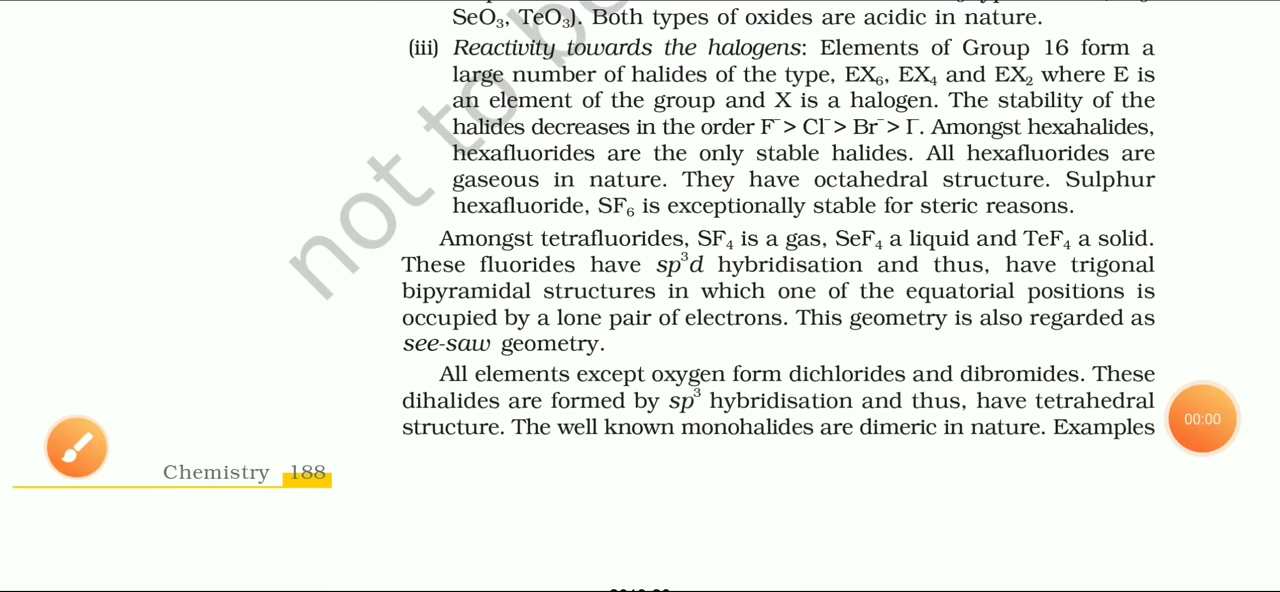 SeO₃, TeO₃). Both types of oxides are acidic in nature.
(iii) Reactivity towards the halogens: Elements of Group 16 form a
large number of halides of the type, EX₆, EX₄ and EX₂ where E is
an element of the group and X is a halogen. The stability of the
halides decreases in the order F⁻ > Cl⁻ > Br⁻ > I⁻. Amongst hexahalides,
hexafluorides are the only stable halides. All hexafluorides are
gaseous in nature. They have octahedral structure. Sulphur
hexafluoride, SF₆ is exceptionally stable for steric reasons.
Amongst tetrafluorides, SF₄ is a gas, SeF₄ a liquid and TeF₄ a solid.
These fluorides have sp³d hybridisation and thus, have trigonal
bipyramidal structures in which one of the equatorial positions is
occupied by a lone pair of electrons. This geometry is also regarded as
see-saw geometry.
All elements except oxygen form dichlorides and dibromides. These
dihalides are formed by sp³ hybridisation and thus, have tetrahedral
structure. The well known monohalides are dimeric in nature. Examples
00:00
Chemistry 188
not to be